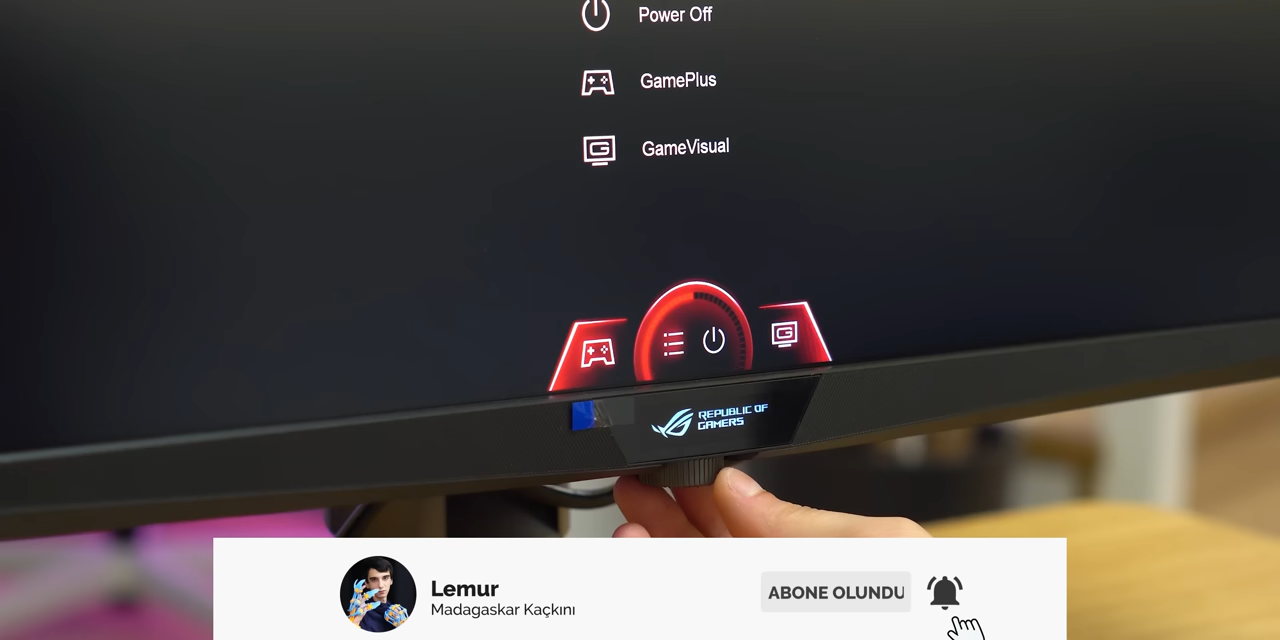 Power Off
GamePlus
GameVisual
REPUBLIC OF
GAMERS
Lemur
Madagaskar Kaçkını
ABONE OLUNDU